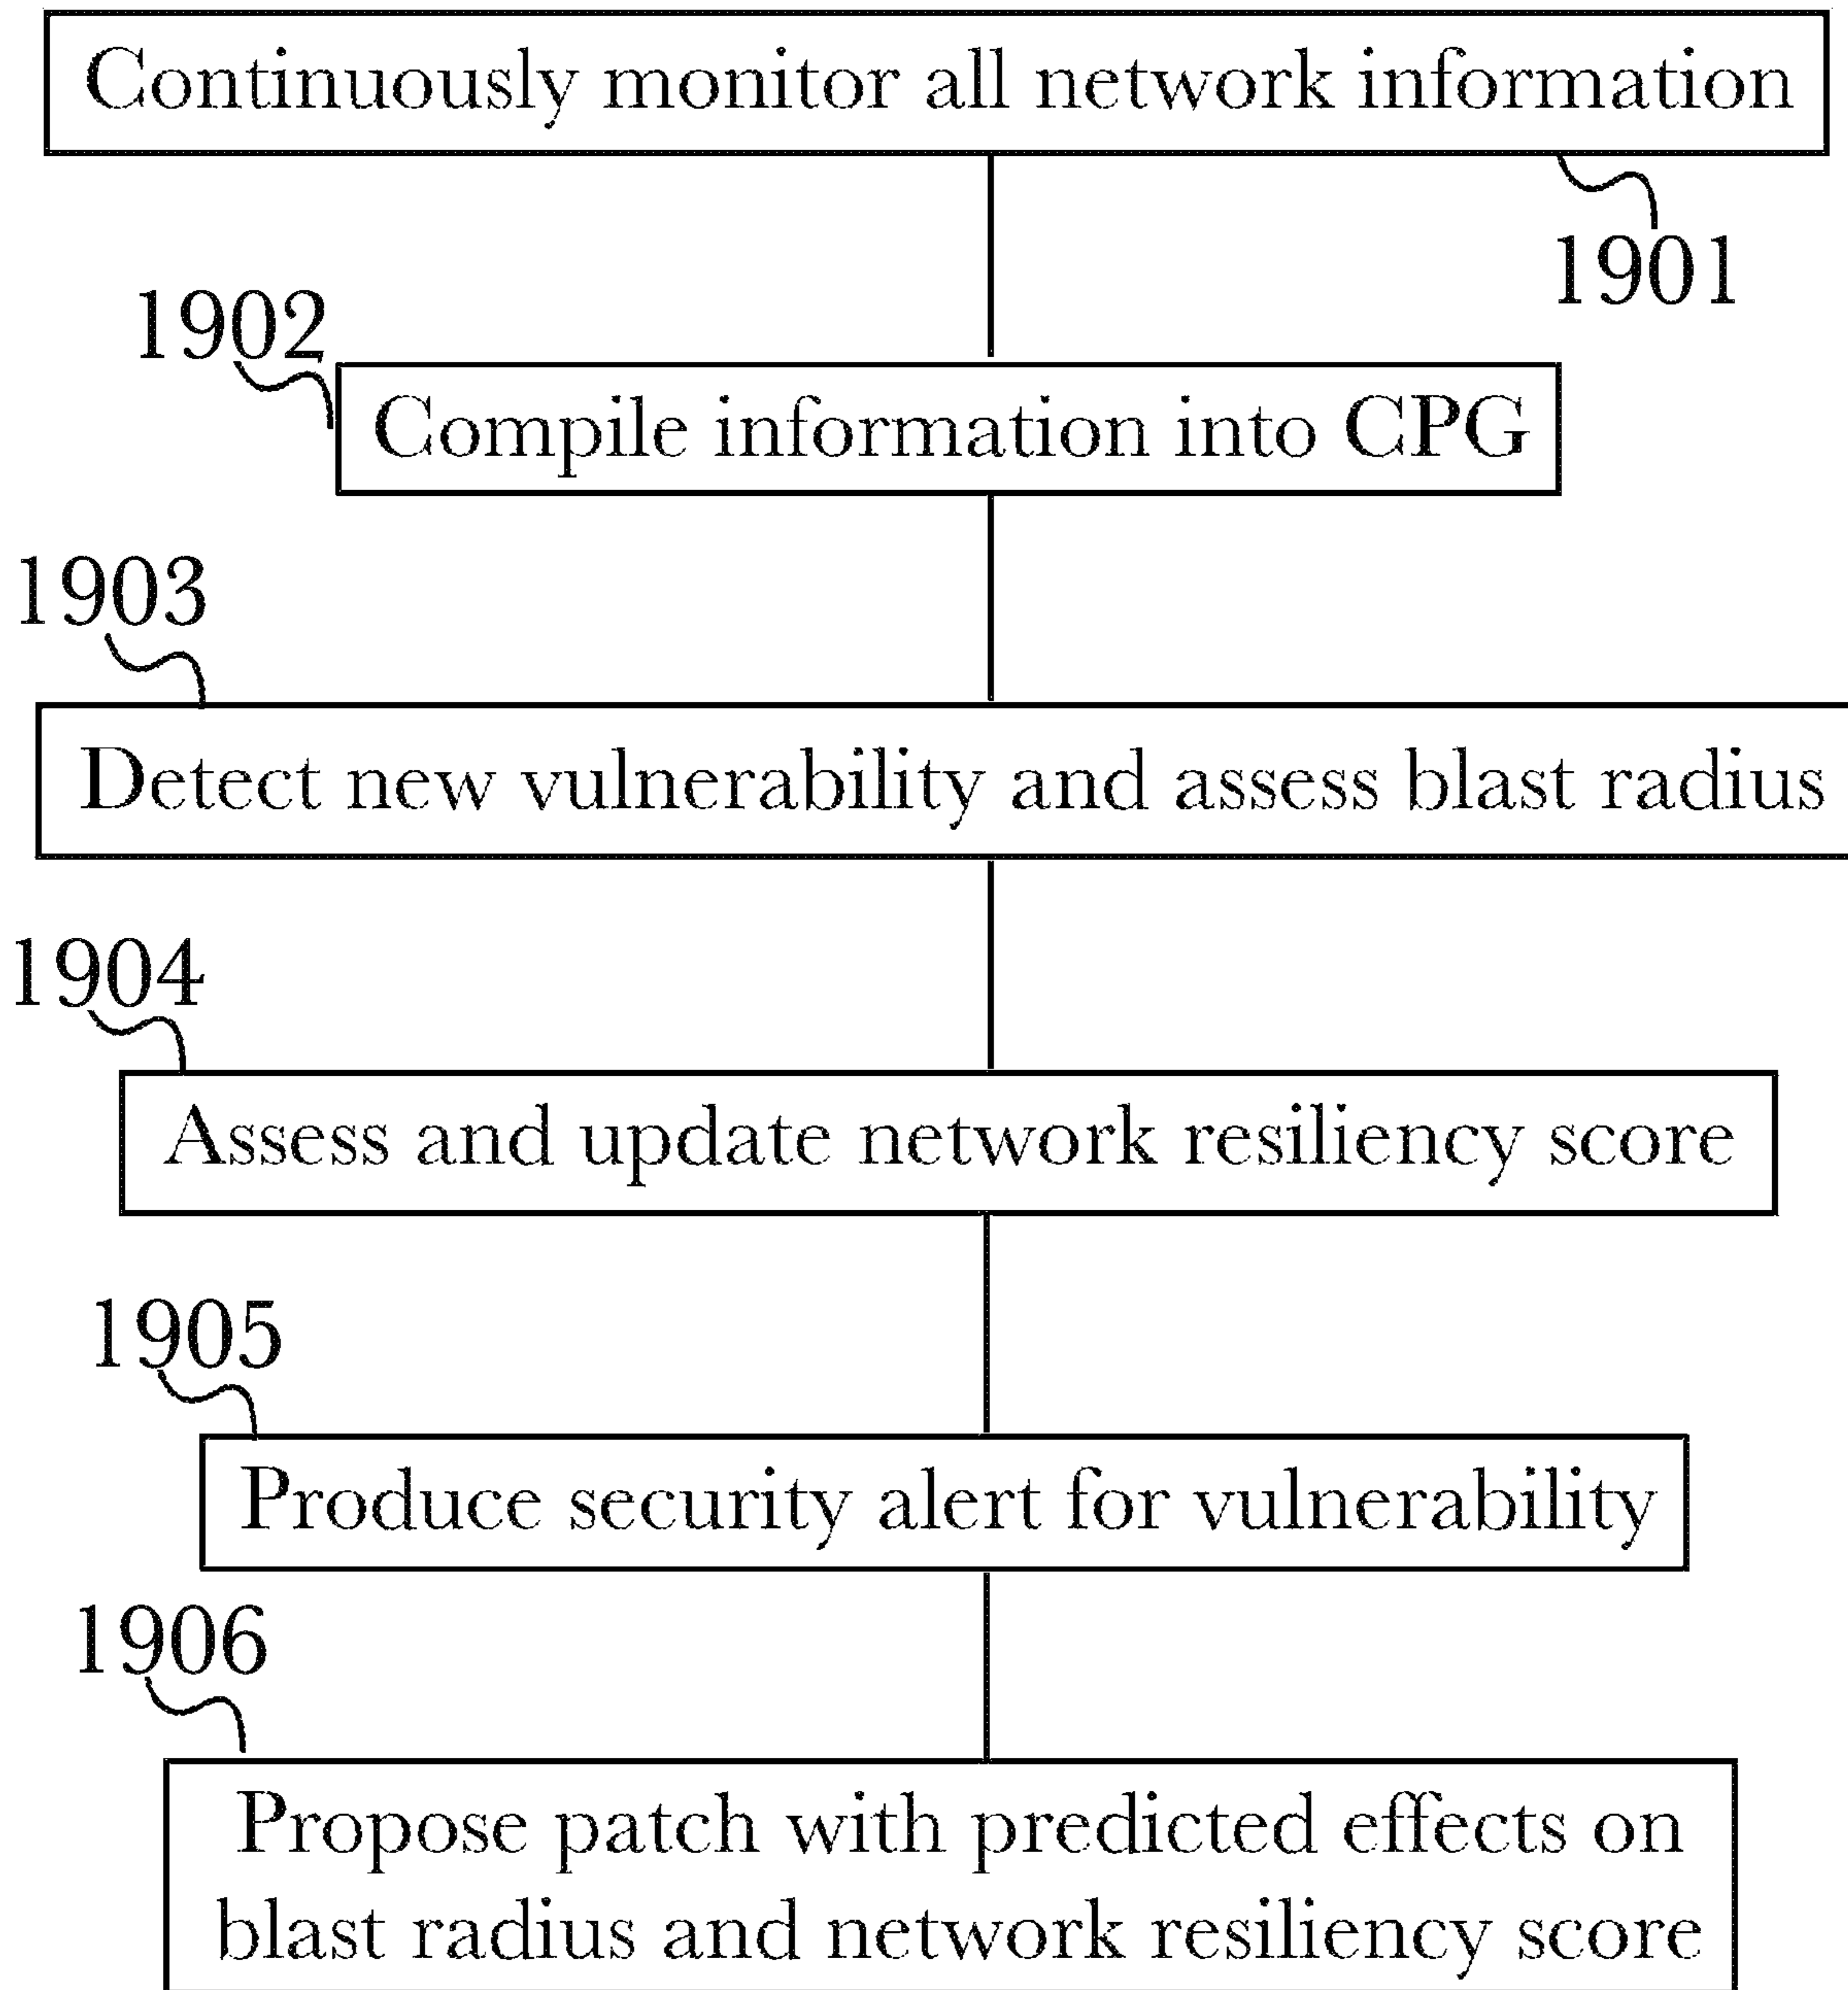 Continuously monitor all network information
1901
1902
Compile information into CPG
1903
Detect new vulnerability and assess blast radius
1904
Assess and update network resiliency score
1905
Produce security alert for vulnerability
1906
Propose patch with predicted effects on
blast radius and network resiliency score